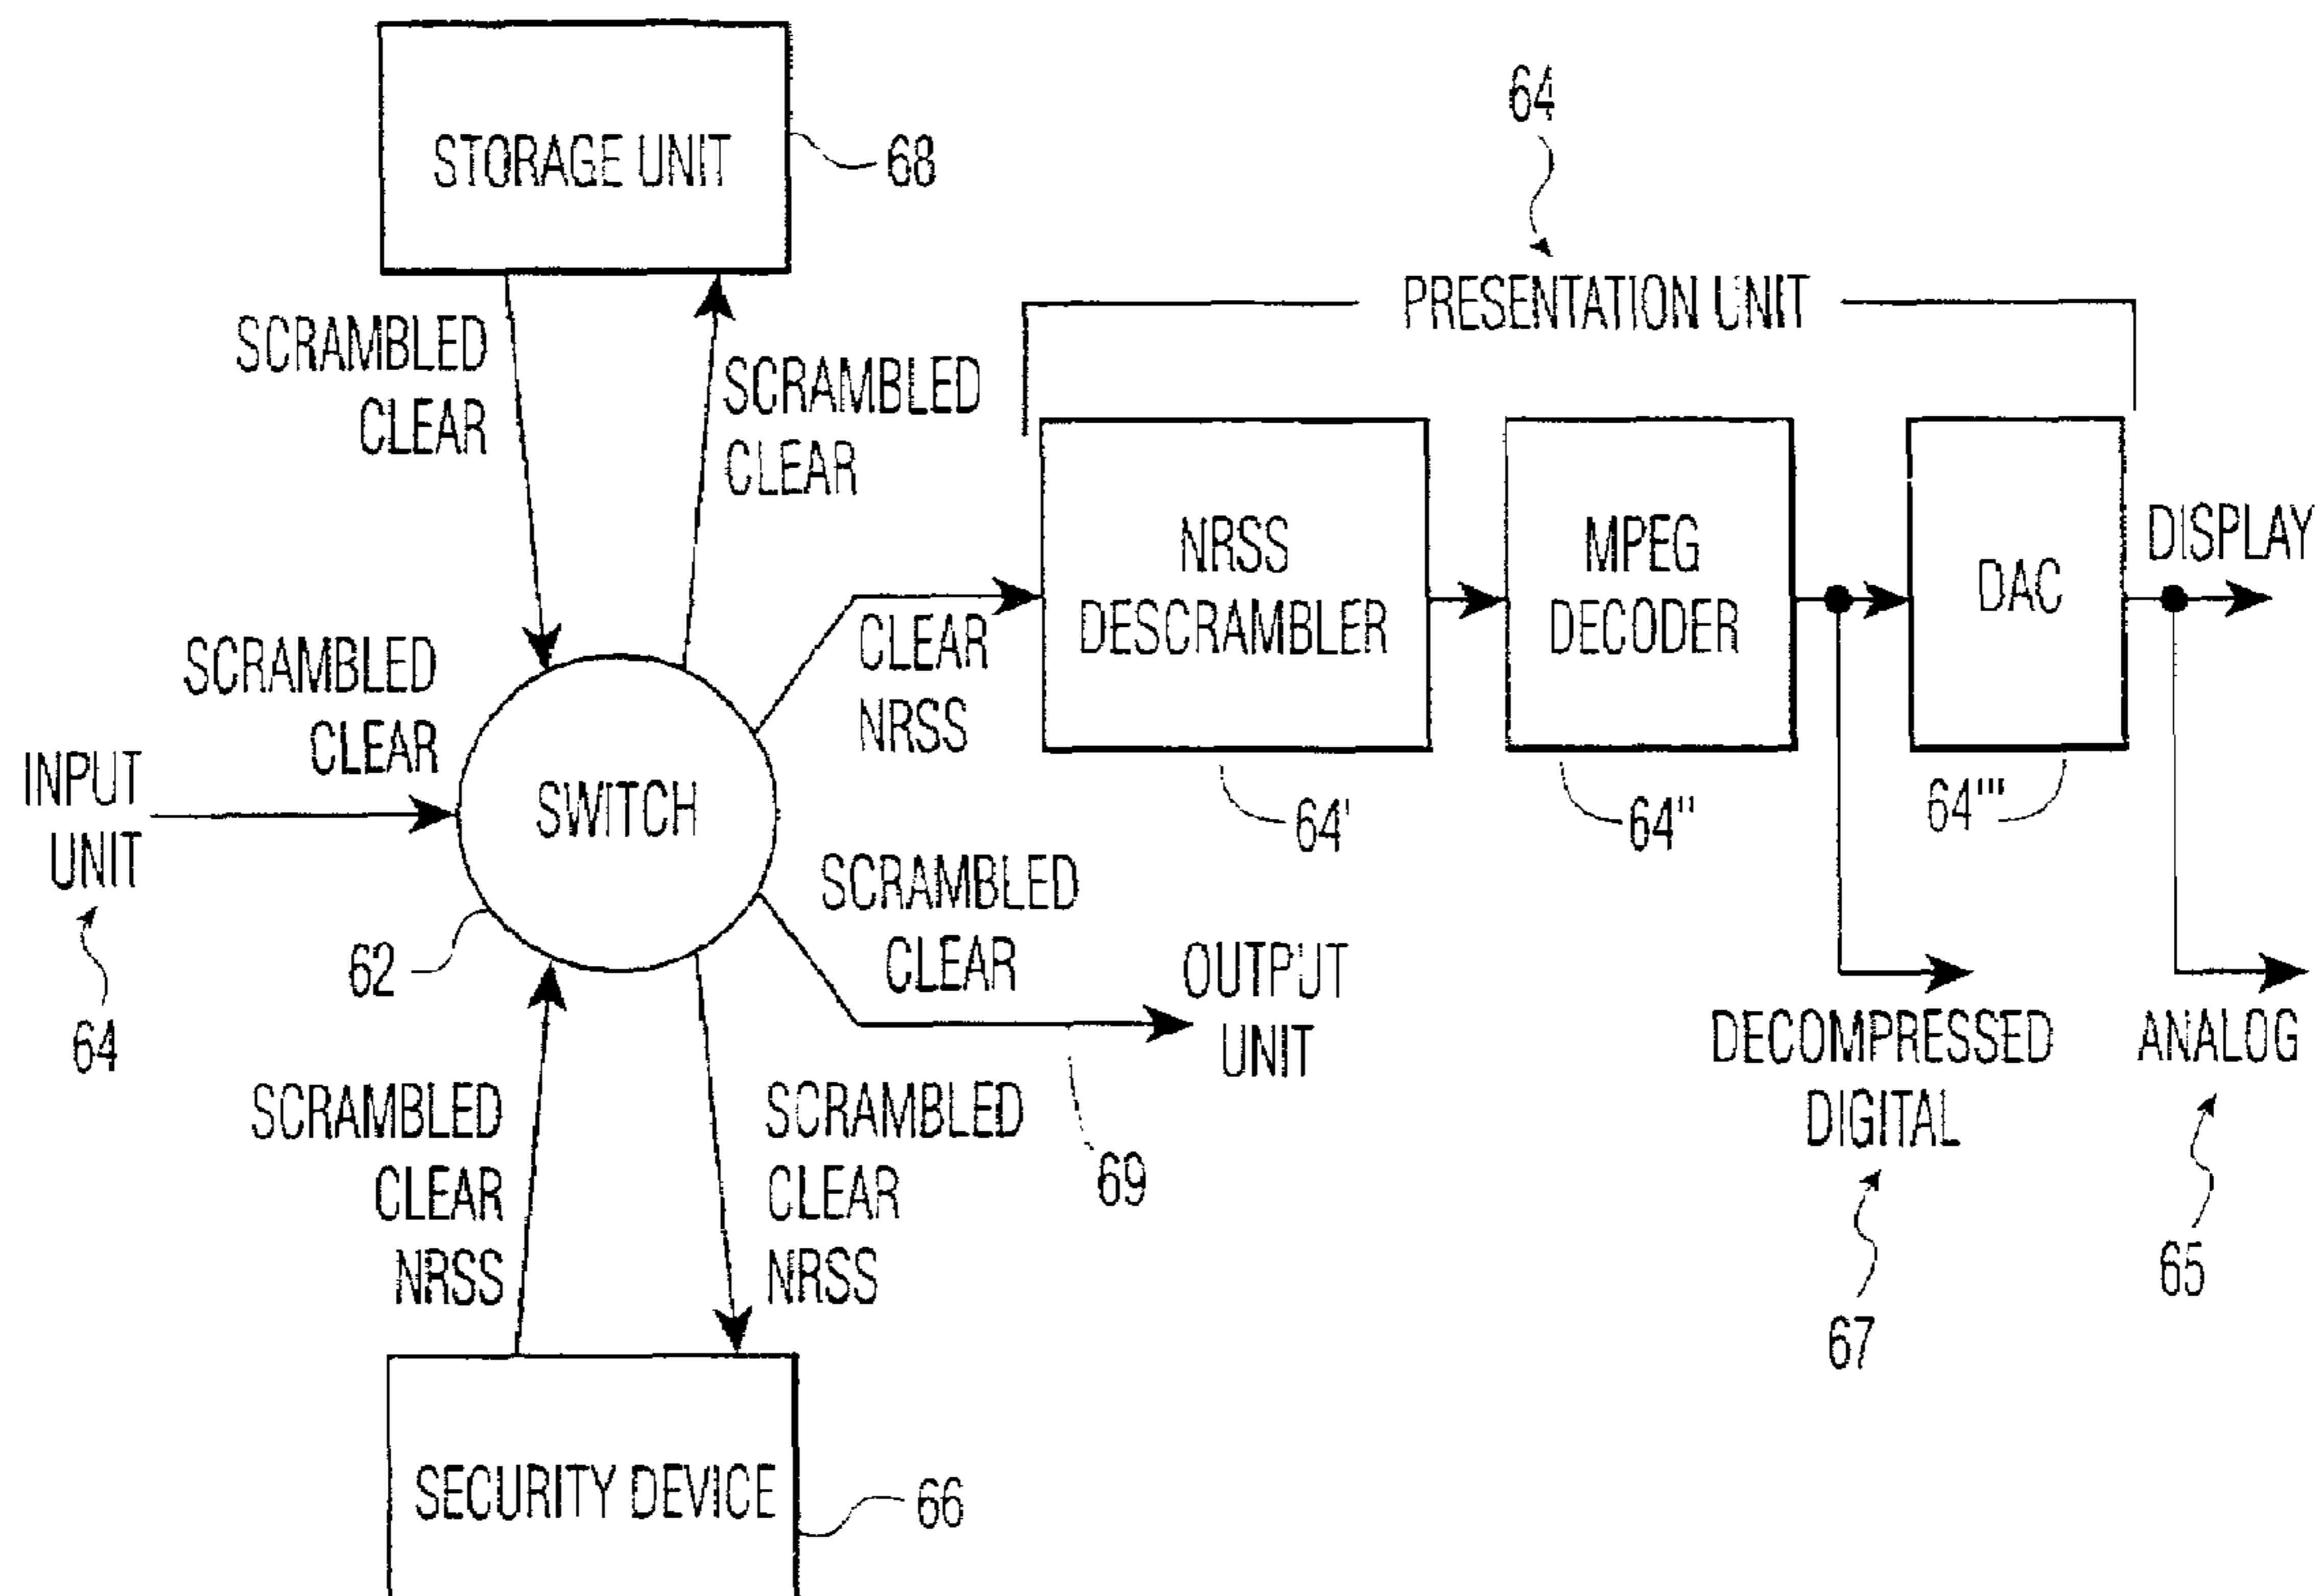 STORAGE UNIT
68
64
PRESENTATION UNIT
SCRAMBLED
CLEAR
SCRAMBLED
CLEAR
NRSS
DESCRAMBLER
MPEG
DECODER
DAC
DISPLAY
CLEAR
NRSS
SCRAMBLED
CLEAR
INPUT
UNIT
64
SWITCH
62
64'
64"
64'''
SCRAMBLED
CLEAR
OUTPUT
UNIT
69
DECOMPRESSED
DIGITAL
67
ANALOG
65
SCRAMBLED
CLEAR
NRSS
SCRAMBLED
CLEAR
NRSS
SECURITY DEVICE
66